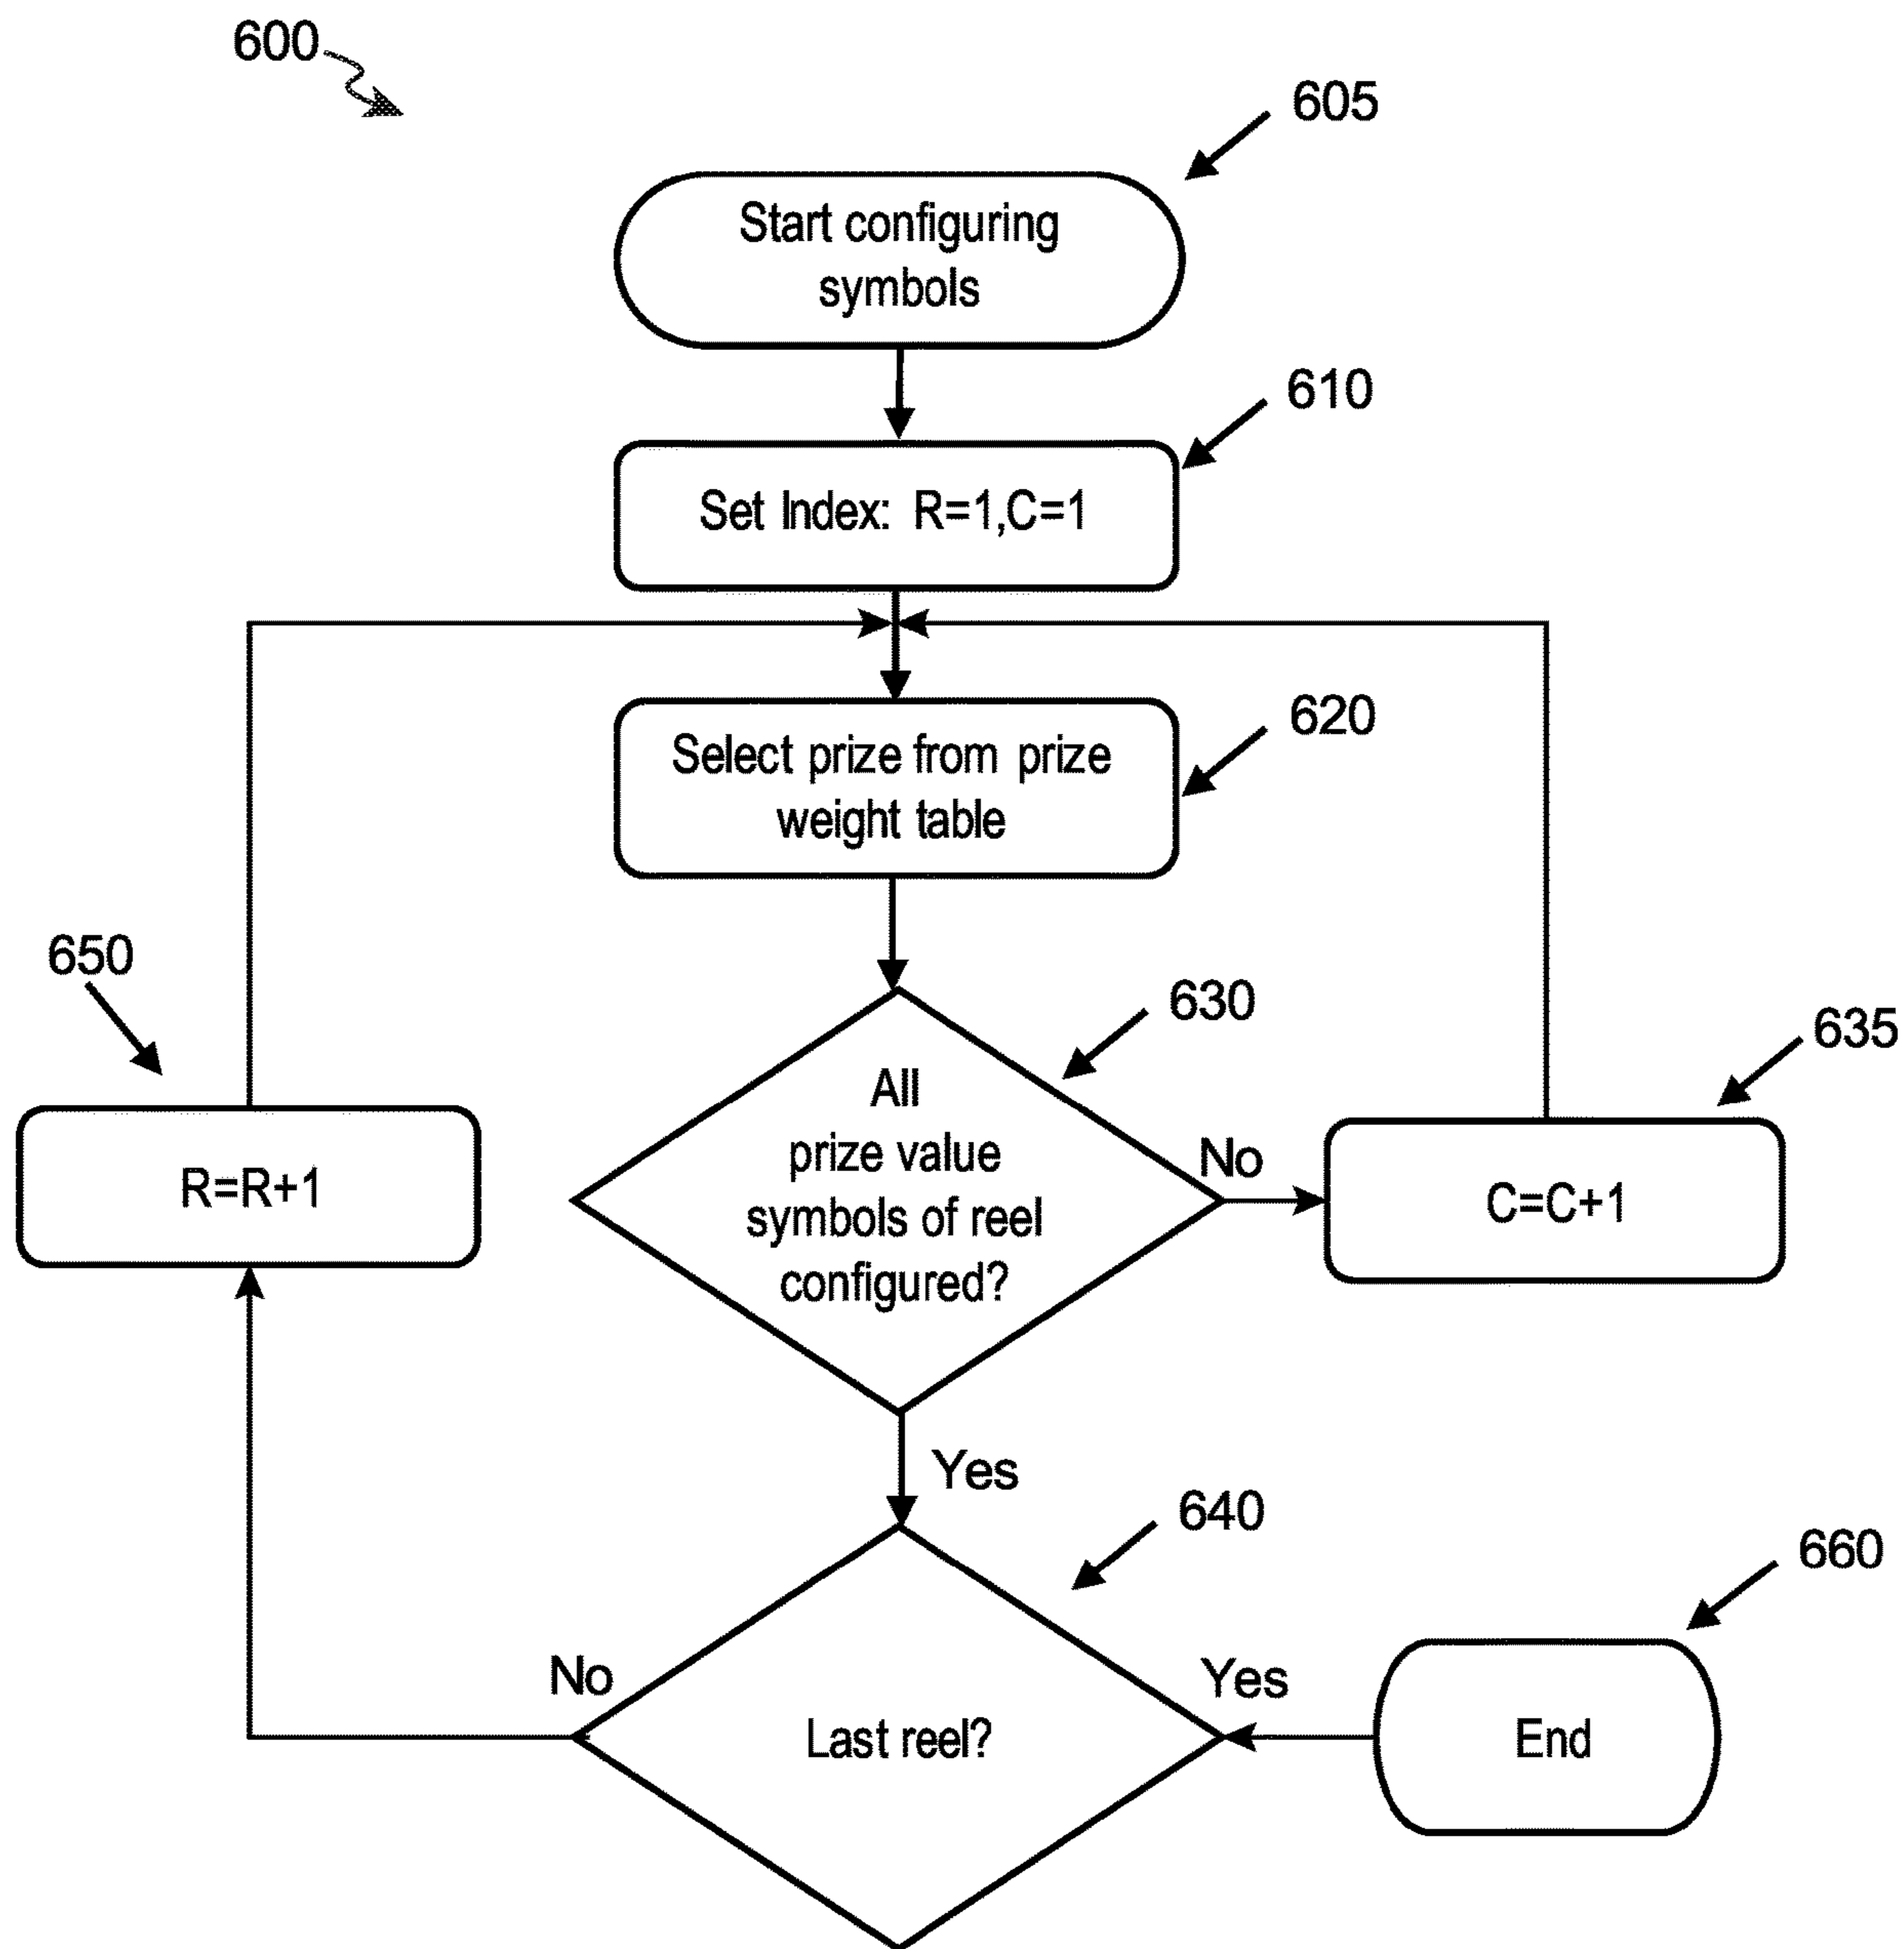 600
605
Start configuring
symbols
610
Set Index: R=1,C=1
620
Select prize from prize
weight table
650
630
635
All
prize value
symbols of reel
configured?
No
R=R+1
C=C+1
Yes
640
660
No
Yes
Last reel?
End